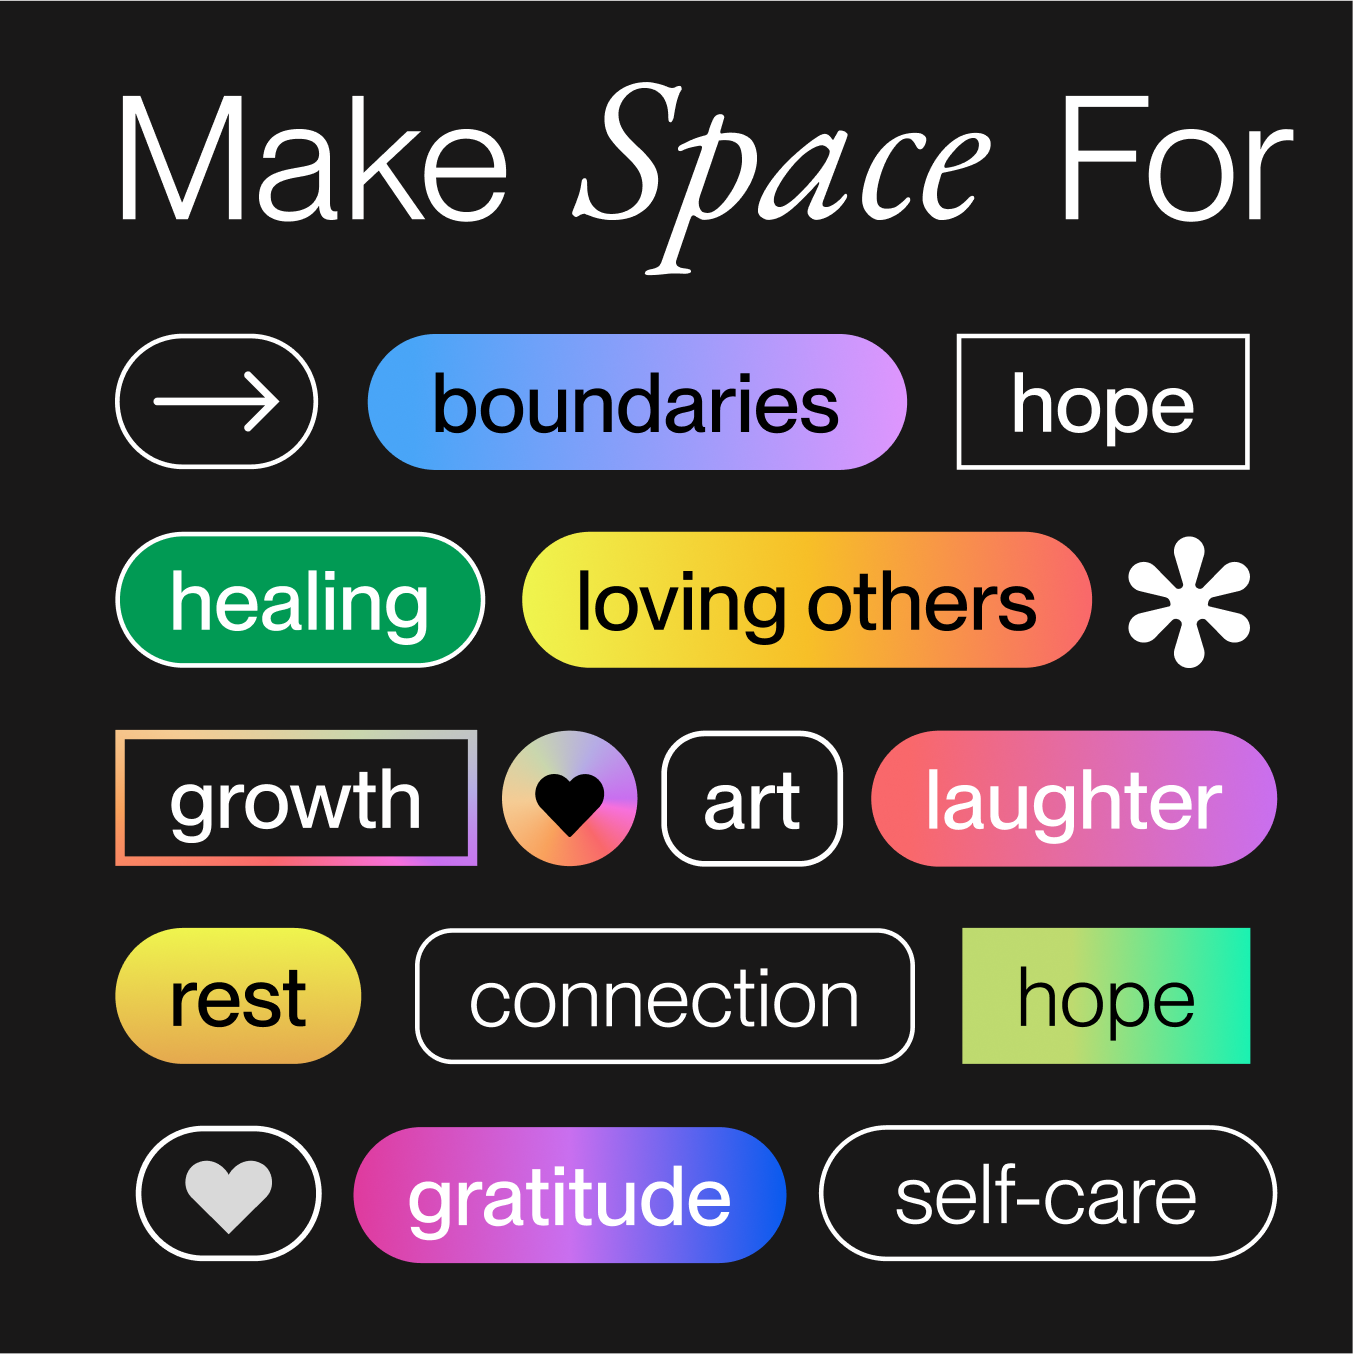 Make Space For
boundaries hope
healing loving others
growth art laughter
rest connection hope
gratitude self-care